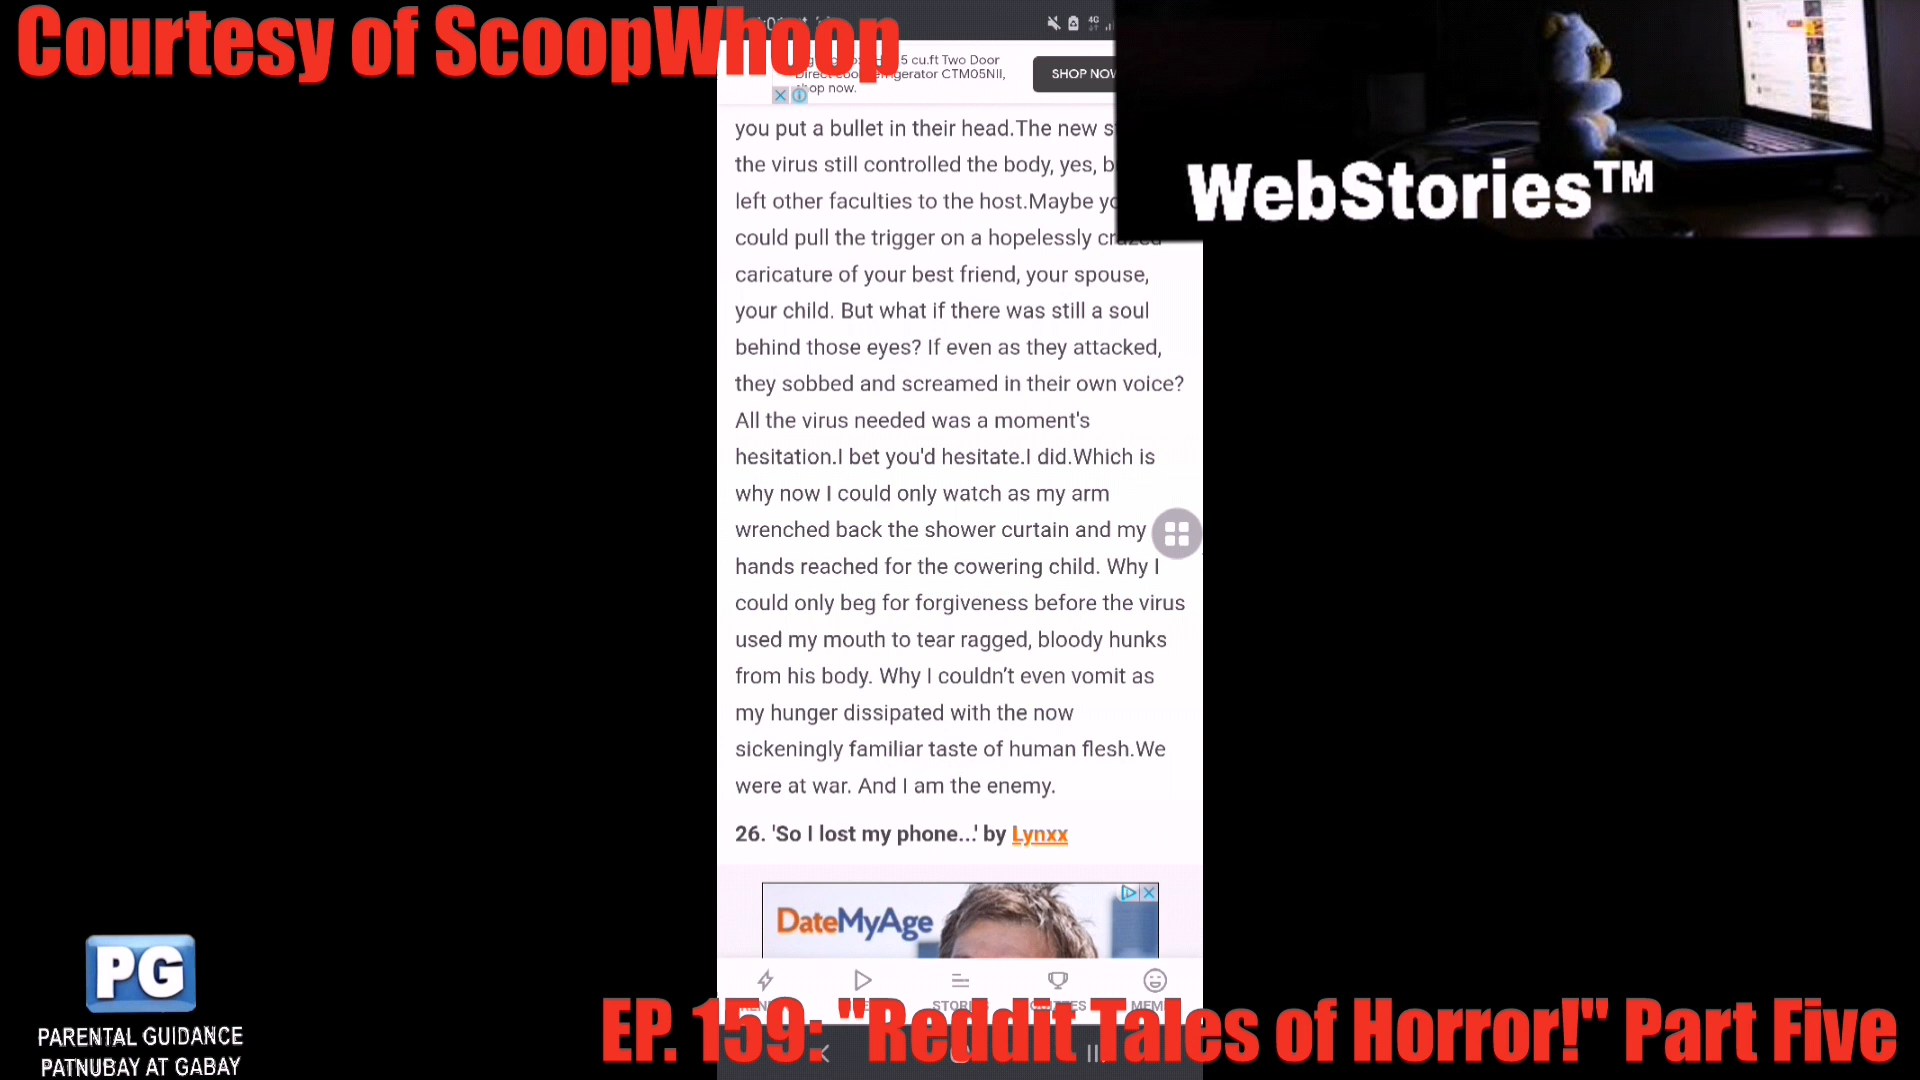 Courtesy of ScoopWhoop
4G
5 cu.ft Two Door
SHOP NOW
shop now.
you put a bullet in their head.The new
the virus still controlled the body, yes,
left other faculties to the host.Maybe
could pull the trigger on a hopelessly crazed
caricature of your best friend, your spouse,
your child. But what if there was still a soul
behind those eyes? If even as they attacked,
they sobbed and screamed in their own voice?
All the virus needed was a moment's
hesitation.I bet you'd hesitate.I did.Which is
why now I could only watch as my arm
wrenched back the shower curtain and my
hands reached for the cowering child. Why I
could only beg for forgiveness before the virus
used my mouth to tear ragged, bloody hunks
from his body. Why I couldn’t even vomit as
my hunger dissipated with the now
sickeningly familiar taste of human flesh.We
were at war. And I am the enemy.
26. 'So I lost my phone...' by Lynxx
DateMyAge
WebStories™
PG
PARENTAL GUIDANCE
PATNUBAY AT GABAY
EP. 159: "Reddit Tales of Horror!" Part Five